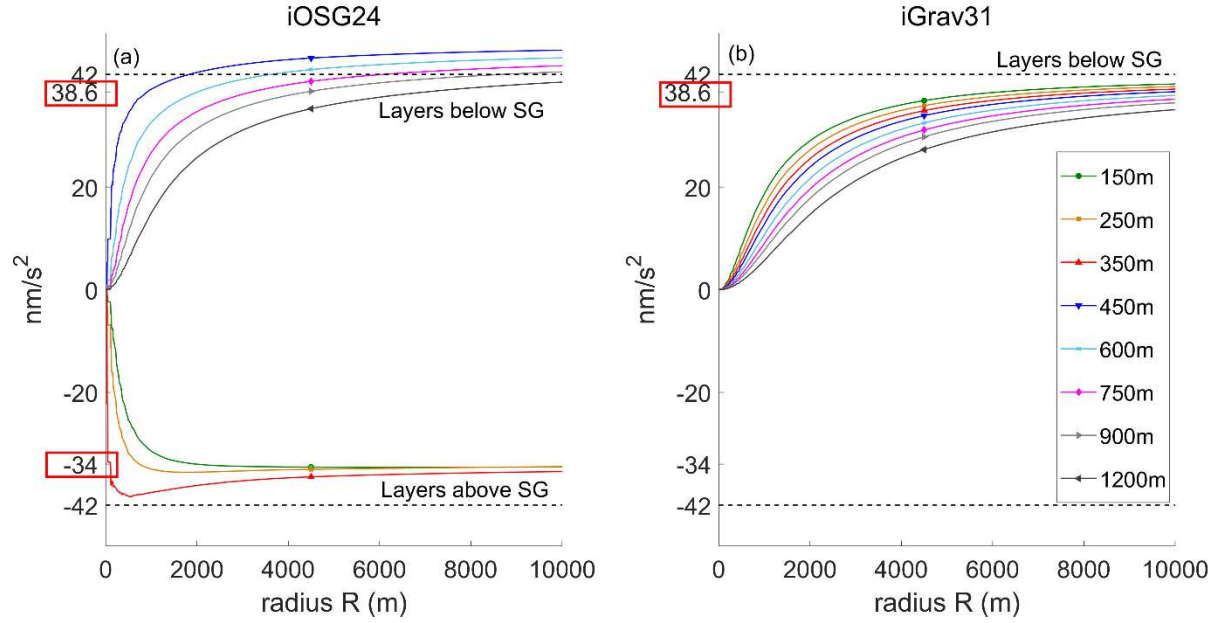 iOSG24
(a)
42
38.6
20
0
-20
-34
-42
nm/s²
Layers below SG
Layers above SG
0 2000 4000 6000 8000 10000
radius R (m)
iGrav31
(b)
Layers below SG
42
38.6
20
0
-20
-34
-42
nm/s²
150m
250m
350m
450m
600m
750m
900m
1200m
0 2000 4000 6000 8000 10000
radius R (m)